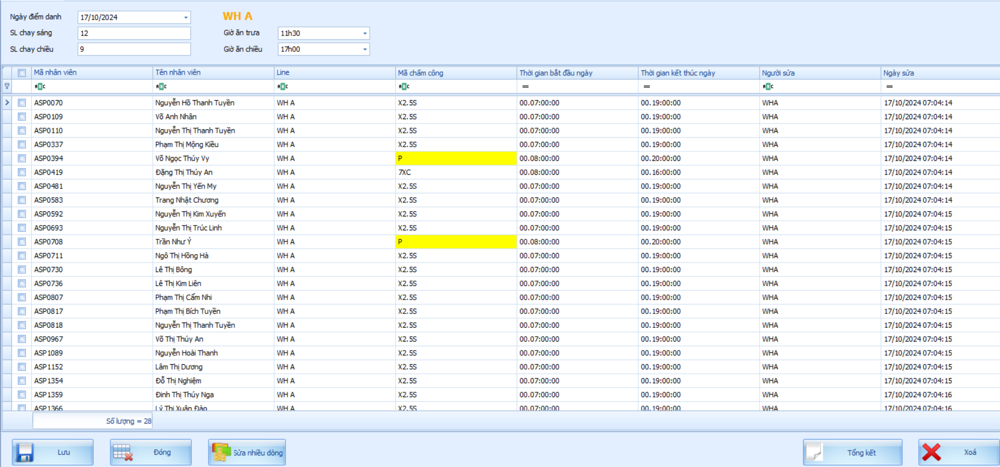 Ngày điểm danh 17/10/2024 WH A
SL chay sáng 12 Giờ ăn trưa 11h30
SL chay chiều 9 Giờ ăn chiều 17h00
Mã nhân viên Tên nhân viên Line Mã chấm công Thời gian bắt đầu ngày Thời gian kết thúc ngày Người sửa Ngày sửa
ABC ABC ABC ABC = = ABC =
ASP0070 Nguyễn Hồ Thanh Tuyền WH A X2.5S 00.07:00:00 00.19:00:00 WHA 17/10/2024 07:04:14
ASP0109 Võ Anh Nhân WH A X2.5S 00.07:00:00 00.19:00:00 WHA 17/10/2024 07:04:14
ASP0110 Nguyễn Thị Thanh Tuyền WH A X2.5S 00.07:00:00 00.19:00:00 WHA 17/10/2024 07:04:14
ASP0337 Phạm Thị Mộng Kiều WH A X2.5S 00.07:00:00 00.19:00:00 WHA 17/10/2024 07:04:14
ASP0394 Võ Ngọc Thúy Vy WH A P 00.08:00:00 00.20:00:00 WHA 17/10/2024 07:04:14
ASP0419 Đặng Thị Thúy An WH A 7XC 00.08:00:00 00.16:00:00 WHA 17/10/2024 07:04:14
ASP0481 Nguyễn Thị Yến My WH A X2.5S 00.07:00:00 00.19:00:00 WHA 17/10/2024 07:04:14
ASP0583 Trang Nhật Chương WH A X2.5S 00.07:00:00 00.19:00:00 WHA 17/10/2024 07:04:14
ASP0592 Nguyễn Thị Kim Xuyến WH A X2.5S 00.07:00:00 00.19:00:00 WHA 17/10/2024 07:04:15
ASP0693 Nguyễn Thị Trúc Linh WH A X2.5S 00.07:00:00 00.19:00:00 WHA 17/10/2024 07:04:15
ASP0708 Trần Như Ý WH A P 00.08:00:00 00.20:00:00 WHA 17/10/2024 07:04:15
ASP0711 Ngô Thị Hồng Hà WH A X2.5S 00.07:00:00 00.19:00:00 WHA 17/10/2024 07:04:15
ASP0730 Lê Thị Bông WH A X2.5S 00.07:00:00 00.19:00:00 WHA 17/10/2024 07:04:15
ASP0736 Lê Thị Kim Liên WH A X2.5S 00.07:00:00 00.19:00:00 WHA 17/10/2024 07:04:15
ASP0807 Phạm Thị Cẩm Nhi WH A X2.5S 00.07:00:00 00.19:00:00 WHA 17/10/2024 07:04:15
ASP0817 Phạm Thị Bích Tuyền WH A X2.5S 00.07:00:00 00.19:00:00 WHA 17/10/2024 07:04:15
ASP0818 Nguyễn Thị Thanh Tuyền WH A X2.5S 00.07:00:00 00.19:00:00 WHA 17/10/2024 07:04:15
ASP0967 Võ Thị Thúy An WH A X2.5S 00.07:00:00 00.19:00:00 WHA 17/10/2024 07:04:15
ASP1089 Nguyễn Hoài Thanh WH A X2.5S 00.07:00:00 00.19:00:00 WHA 17/10/2024 07:04:15
ASP1152 Lâm Thị Dương WH A X2.5S 00.07:00:00 00.19:00:00 WHA 17/10/2024 07:04:15
ASP1354 Đỗ Thị Nghiệm WH A X2.5S 00.07:00:00 00.19:00:00 WHA 17/10/2024 07:04:15
ASP1359 Đinh Thị Thúy Nga WH A X2.5S 00.07:00:00 00.19:00:00 WHA 17/10/2024 07:04:16
ASP1366 Lý Thị Xuân Đào WH A X2.5S 00.07:00:00 00.19:00:00 WHA 17/10/2024 07:04:16
Số lượng = 28
Lưu Đóng Sửa nhiều dòng Tổng kết Xoá